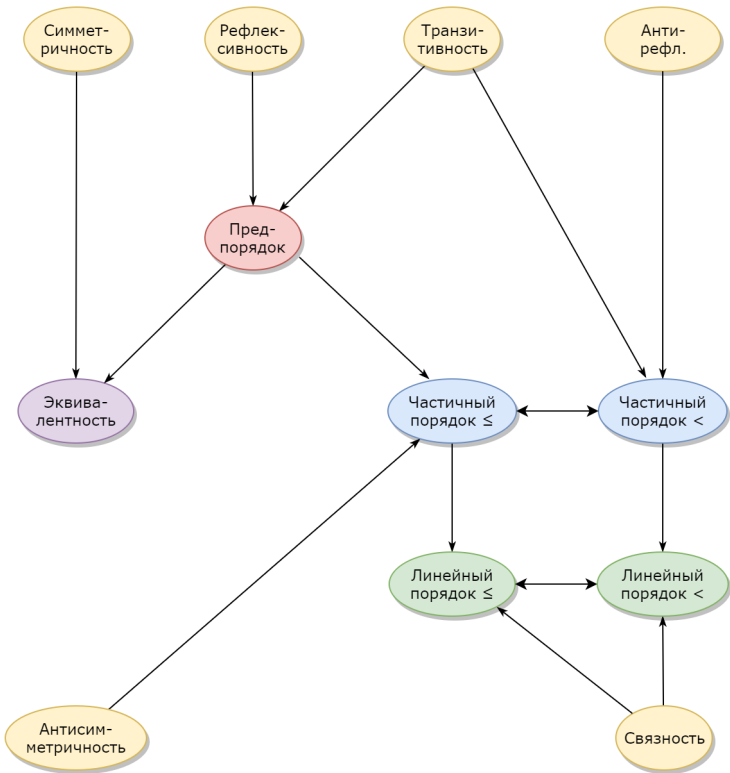 Симмет-
ричность
Рефлек-
сивность
Транзи-
тивность
Анти-
рефл.
Пред-
порядок
Эквива-
лентность
Частичный
порядок ≤
Частичный
порядок <
Линейный
порядок ≤
Линейный
порядок <
Антисим-
метричность
Связность